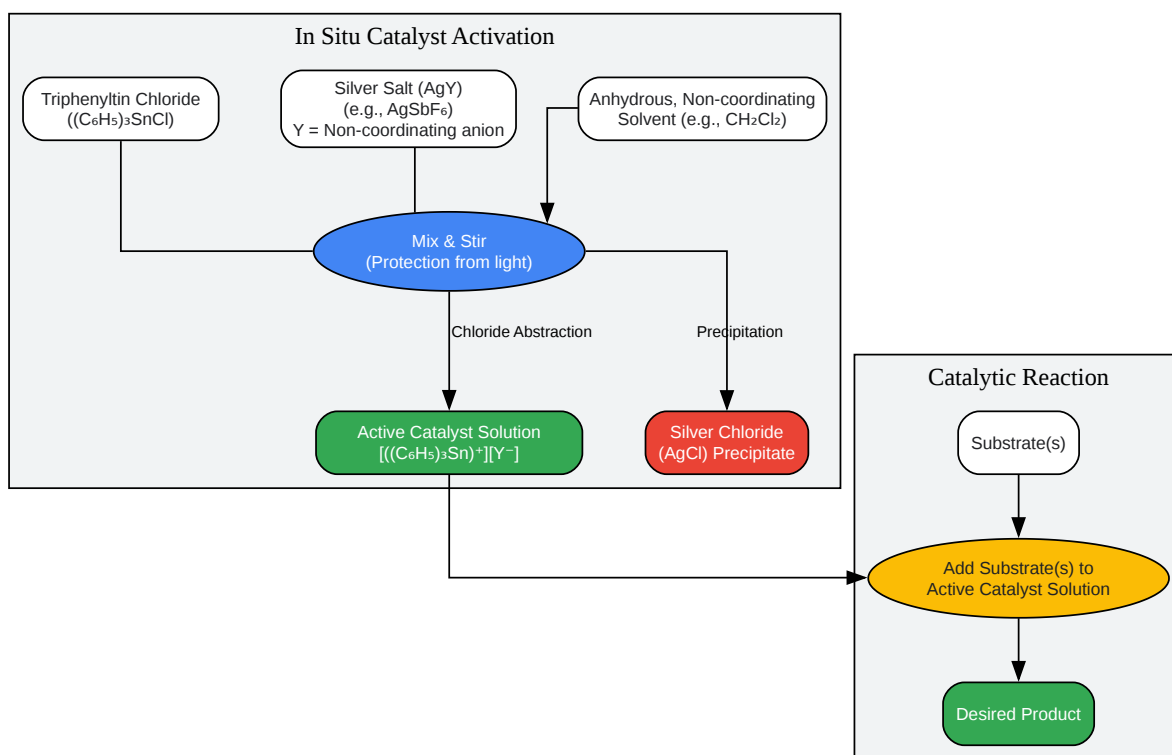 In Situ Catalyst Activation
Triphenyltin Chloride
((C₆H₅)₃SnCl)
Silver Salt (AgY)
(e.g., AgSbF₆)
Y = Non-coordinating anion
Anhydrous, Non-coordinating
Solvent (e.g., CH₂Cl₂)
Mix & Stir
(Protection from light)
Chloride Abstraction
Precipitation
Active Catalyst Solution
[((C₆H₅)₃Sn)⁺][Y⁻]
Silver Chloride
(AgCl) Precipitate
Catalytic Reaction
Substrate(s)
Add Substrate(s) to
Active Catalyst Solution
Desired Product